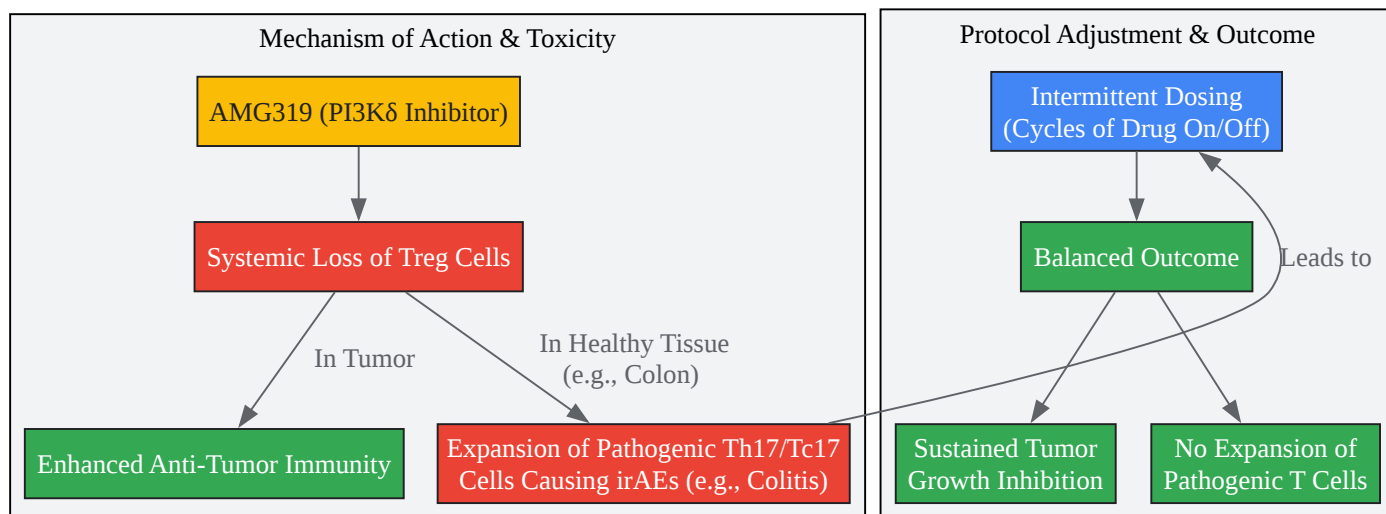 Mechanism of Action & Toxicity
AMG319 (PI3Kδ Inhibitor)
Systemic Loss of Treg Cells
In Tumor
In Healthy Tissue
(e.g., Colon)
Enhanced Anti-Tumor Immunity
Expansion of Pathogenic Th17/Tc17
Cells Causing irAEs (e.g., Colitis)
Protocol Adjustment & Outcome
Intermittent Dosing
(Cycles of Drug On/Off)
Balanced Outcome
Leads to
Sustained Tumor
Growth Inhibition
No Expansion of
Pathogenic T Cells